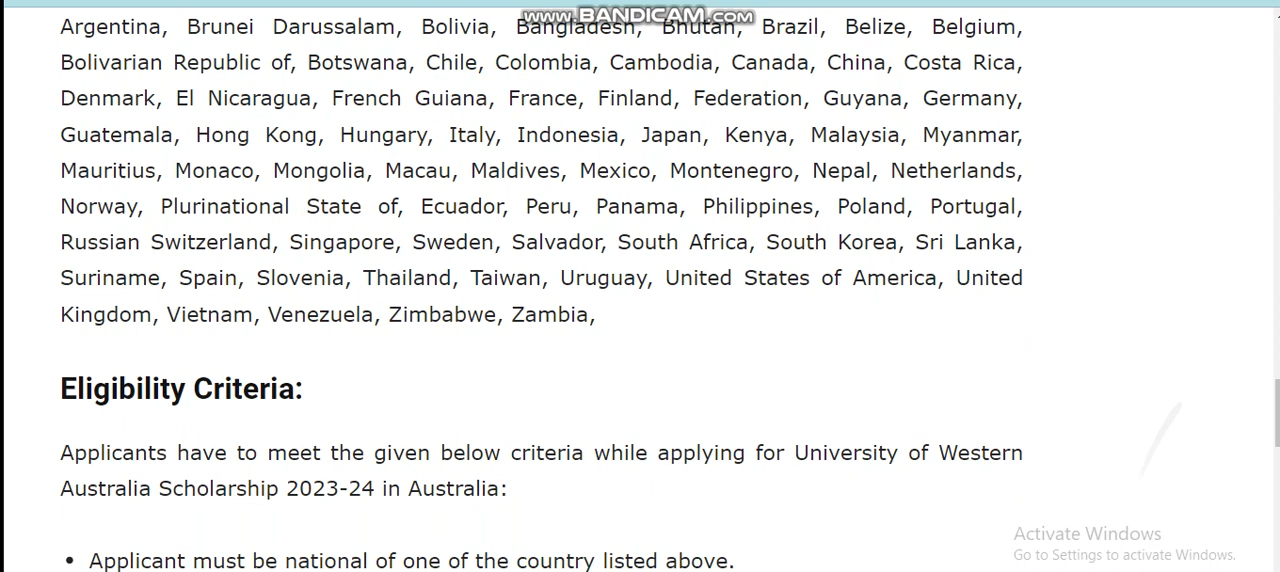 www.BANDICAM.com
Argentina, Brunei Darussalam, Bolivia, Bangladesh, Bhutan, Brazil, Belize, Belgium,
Bolivarian Republic of, Botswana, Chile, Colombia, Cambodia, Canada, China, Costa Rica,
Denmark, El Nicaragua, French Guiana, France, Finland, Federation, Guyana, Germany,
Guatemala, Hong Kong, Hungary, Italy, Indonesia, Japan, Kenya, Malaysia, Myanmar,
Mauritius, Monaco, Mongolia, Macau, Maldives, Mexico, Montenegro, Nepal, Netherlands,
Norway, Plurinational State of, Ecuador, Peru, Panama, Philippines, Poland, Portugal,
Russian Switzerland, Singapore, Sweden, Salvador, South Africa, South Korea, Sri Lanka,
Suriname, Spain, Slovenia, Thailand, Taiwan, Uruguay, United States of America, United
Kingdom, Vietnam, Venezuela, Zimbabwe, Zambia,
Eligibility Criteria:
Applicants have to meet the given below criteria while applying for University of Western
Australia Scholarship 2023-24 in Australia:
• Applicant must be national of one of the country listed above.
Activate Windows
Go to Settings to activate Windows.